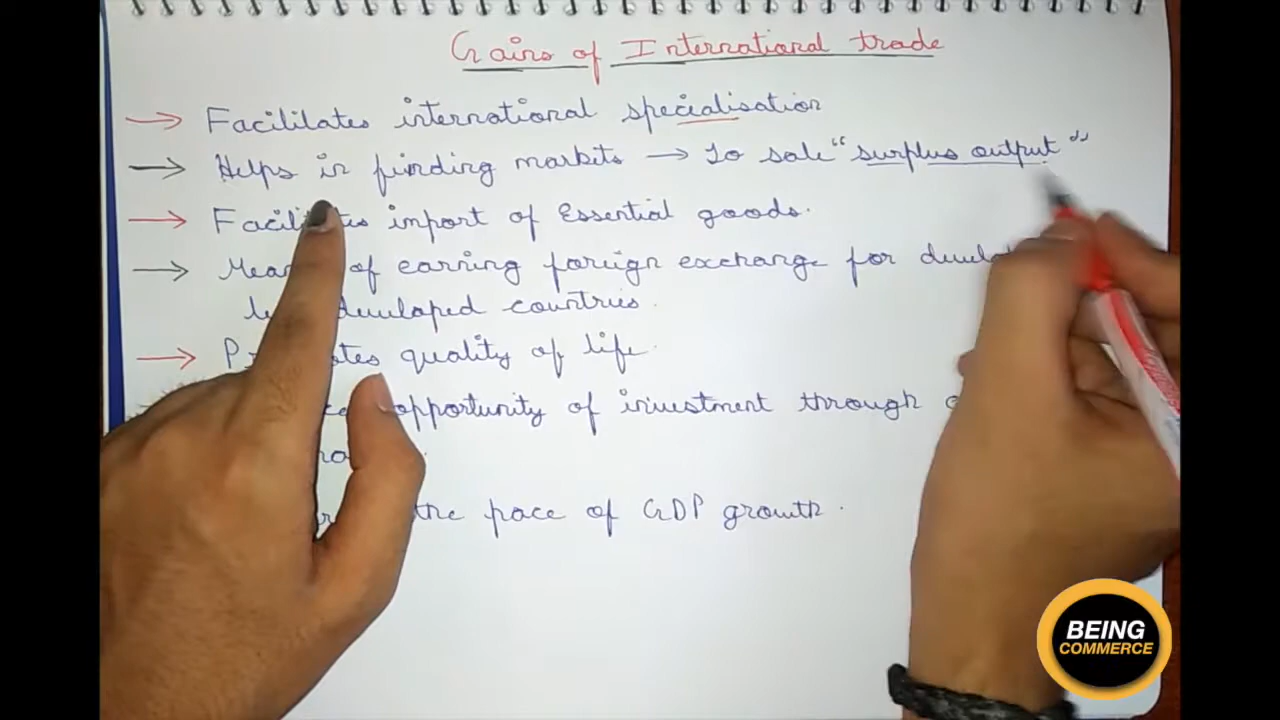 Gains of International trade
→ Facilitates international specialisation
→ Helps in finding markets → To sale "surplus output"
→ Facilitates import of Essential goods.
→ of earning foreign exchange for
developed countries.
→ quality of life.
opportunity of investment through
the pace of GDP growth.
BEING
COMMERCE